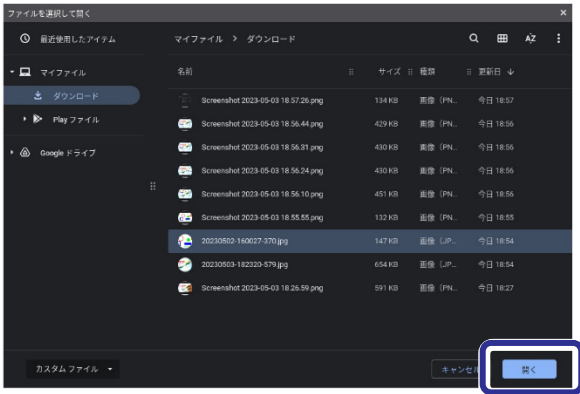 ファイルを選択して開く
最近使用したアイテム
マイファイル
ダウンロード
Play ファイル
Google ドライブ
マイファイル > ダウンロード
AZ
名前 サイズ 種類 更新日
Screenshot 2023-05-03 18.57.26.png 134 KB 画像（PN... 今日 18:57
Screenshot 2023-05-03 18.56.44.png 429 KB 画像（PN... 今日 18:56
Screenshot 2023-05-03 18.56.31.png 430 KB 画像（PN... 今日 18:56
Screenshot 2023-05-03 18.56.24.png 430 KB 画像（PN... 今日 18:56
Screenshot 2023-05-03 18.56.10.png 451 KB 画像（PN... 今日 18:56
Screenshot 2023-05-03 18.55.55.png 132 KB 画像（PN... 今日 18:55
20230502-160027-370.jpg 147 KB 画像（JP... 今日 18:54
20230503-182320-579.jpg 654 KB 画像（JP... 今日 18:54
Screenshot 2023-05-03 18.26.59.png 591 KB 画像（PN... 今日 18:27
カスタム ファイル
キャンセル
開く